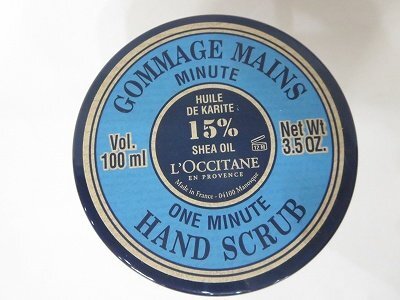 GOMMAGE MAINS
MINUTE
HUILE
DE KARITE
15%
SHEA OIL
12 M
L'OCCITANE
EN PROVENCE
Made in France - 04100 Manosque
Vol.
100 ml
Net Wt
3.5 OZ.
ONE MINUTE
HAND SCRUB